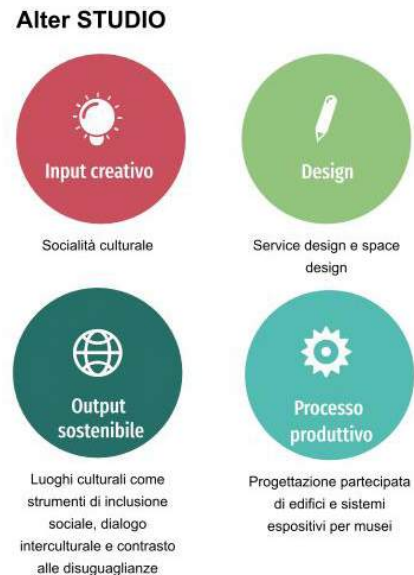 Alter STUDIO
Input creativo
Socialità culturale
Design
Service design e space
design
Output
sostenibile
Luoghi culturali come
strumenti di inclusione
sociale, dialogo
interculturale e contrasto
alle disuguaglianze
Processo
produttivo
Progettazione partecipata
di edifici e sistemi
espositivi per musei